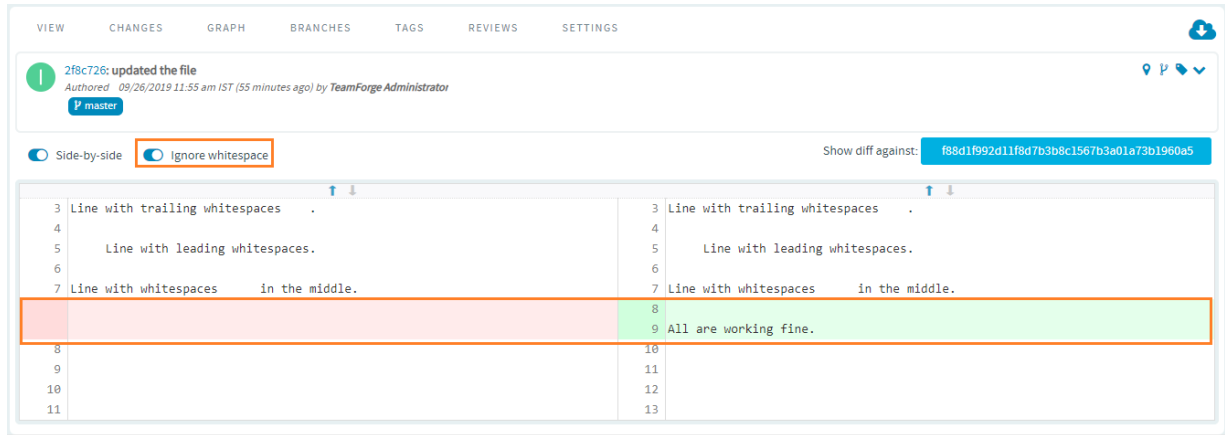 VIEW CHANGES GRAPH BRANCHES TAGS REVIEWS SETTINGS
I
2f8c726: updated the file
Authored 09/26/2019 11:55 am IST (55 minutes ago) by TeamForge Administrator
master
Side-by-side Ignore whitespace Show diff against: f88d1f992d11f8d7b3b8c1567b3a01a73b1960a5
3 Line with trailing whitespaces    . 3 Line with trailing whitespaces    .
4 4
5     Line with leading whitespaces. 5     Line with leading whitespaces.
6 6
7 Line with whitespaces      in the middle. 7 Line with whitespaces      in the middle.
8
9 All are working fine.
8 10
9 11
10 12
11 13